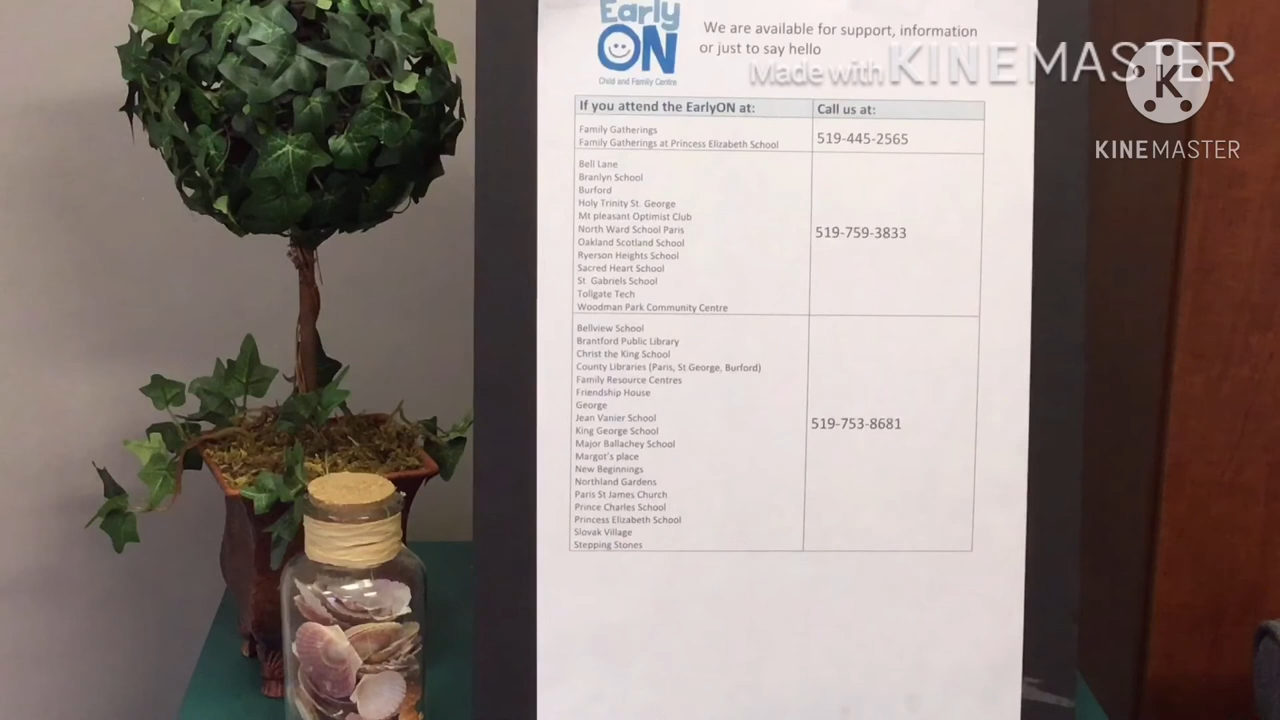 Early
ON
Child and Family Centre
We are available for support, information
or just to say hello
Made with KINEMASTER
K
KINEMASTER
If you attend the EarlyON at:
Call us at:
Family Gatherings
Family Gatherings at Princess Elizabeth School
519-445-2565
Bell Lane
Branlyn School
Burford
Holy Trinity St. George
Mt pleasant Optimist Club
North Ward School Paris
Oakland Scotland School
Ryerson Heights School
Sacred Heart School
St. Gabriels School
Tollgate Tech
Woodman Park Community Centre
519-759-3833
Bellview School
Brantford Public Library
Christ the King School
County Libraries (Paris, St George, Burford)
Family Resource Centres
Friendship House
George
Jean Vanier School
King George School
Major Ballachey School
Margot's place
New Beginnings
Northland Gardens
Paris St James Church
Prince Charles School
Princess Elizabeth School
Slovak Village
Stepping Stones
519-753-8681